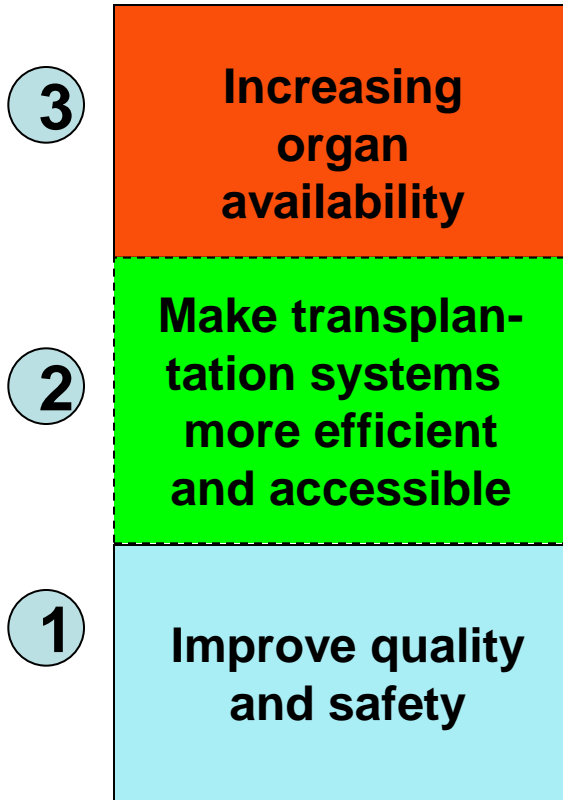 3
Increasing
organ
availability
2
Make transplan-
tation systems
more efficient
and accessible
1
Improve quality
and safety